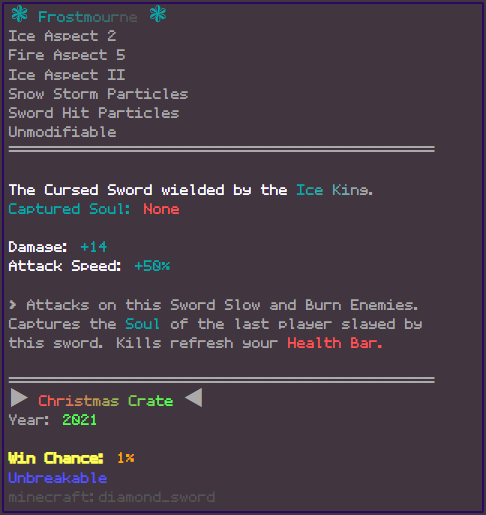 ❃ Frostmourne ❃
Ice Aspect 2
Fire Aspect 5
Ice Aspect II
Snow Storm Particles
Sword Hit Particles
Unmodifiable
The Cursed Sword wielded by the Ice King.
Captured Soul: None
Damage: +14
Attack Speed: +50%
> Attacks on this Sword Slow and Burn Enemies.
Captures the Soul of the last player slayed by
this sword. Kills refresh your Health Bar.
▶ Christmas Crate ◀
Year: 2021
Win Chance: 1%
Unbreakable
minecraft:diamond_sword